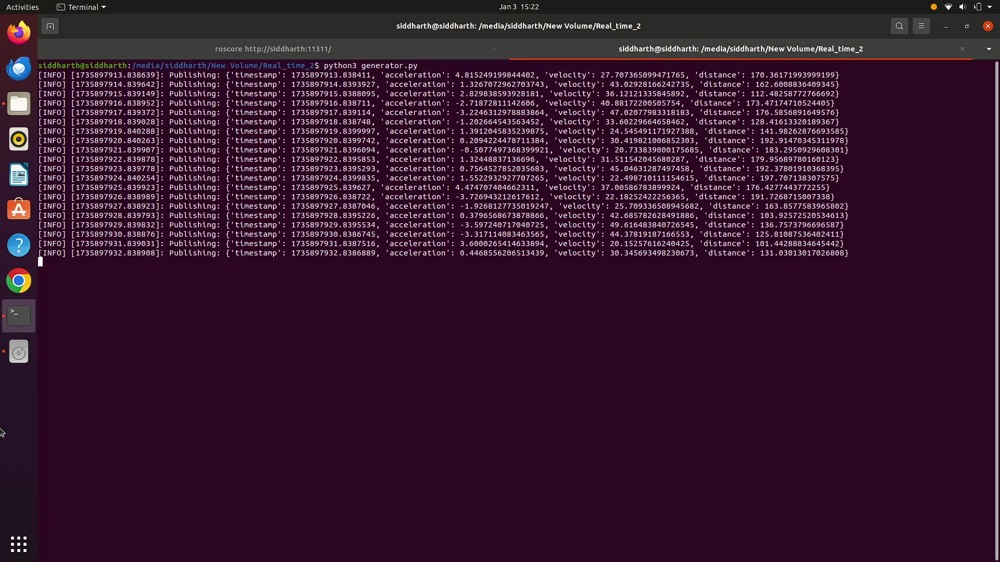 Activities
Terminal
Jan 3 15:22
siddharth@siddharth: /media/siddharth/New Volume/Real_time_2
roscore http://siddharth:11311/
siddharth@siddharth: /media/siddharth/New Volume/Real_time_2
siddharth@siddharth:/media/siddharth/New Volume/Real_time_2$ python3 generator.py
[INFO] [1735897913.838639]: Publishing: {'timestamp': 1735897913.838411, 'acceleration': 4.815249199844402, 'velocity': 27.707365099471765, 'distance': 170.36171993999199}
[INFO] [1735897914.839642]: Publishing: {'timestamp': 1735897914.8393927, 'acceleration': 1.3267072962703743, 'velocity': 43.02928166242735, 'distance': 162.6008836409345}
[INFO] [1735897915.839149]: Publishing: {'timestamp': 1735897915.8388095, 'acceleration': 2.829838593928181, 'velocity': 36.12121335845892, 'distance': 112.48258772766692}
[INFO] [1735897916.838952]: Publishing: {'timestamp': 1735897916.838711, 'acceleration': -2.71872811142606, 'velocity': 40.88172200505754, 'distance': 173.47174710524405}
[INFO] [1735897917.839372]: Publishing: {'timestamp': 1735897917.839114, 'acceleration': -3.2246312978883864, 'velocity': 47.02077983318183, 'distance': 176.5856891649576}
[INFO] [1735897918.839028]: Publishing: {'timestamp': 1735897918.838748, 'acceleration': -1.202664543563452, 'velocity': 33.60229664658462, 'distance': 128.41613320189367}
[INFO] [1735897919.840288]: Publishing: {'timestamp': 1735897919.8399997, 'acceleration': 1.3912045835239875, 'velocity': 24.545491171927388, 'distance': 141.98262876693585}
[INFO] [1735897920.840263]: Publishing: {'timestamp': 1735897920.8399742, 'acceleration': 0.2094224478711384, 'velocity': 30.419821006852303, 'distance': 192.91470345311978}
[INFO] [1735897921.839907]: Publishing: {'timestamp': 1735897921.8396094, 'acceleration': -0.5077497368399921, 'velocity': 20.733839000175685, 'distance': 183.2950929608301}
[INFO] [1735897922.839878]: Publishing: {'timestamp': 1735897922.8395853, 'acceleration': 1.32448837136696, 'velocity': 31.511542045680287, 'distance': 179.95689780160123}
[INFO] [1735897923.839778]: Publishing: {'timestamp': 1735897923.8395293, 'acceleration': 0.7564527852035683, 'velocity': 45.04631287497458, 'distance': 192.37801910368395}
[INFO] [1735897924.840254]: Publishing: {'timestamp': 1735897924.8399835, 'acceleration': 1.5522932927707265, 'velocity': 22.498710111154615, 'distance': 197.707138307575}
[INFO] [1735897925.839923]: Publishing: {'timestamp': 1735897925.839627, 'acceleration': 4.474707404662311, 'velocity': 37.00586783899924, 'distance': 176.4277443772255}
[INFO] [1735897926.838989]: Publishing: {'timestamp': 1735897926.838722, 'acceleration': -3.726943212617612, 'velocity': 22.18252422256365, 'distance': 191.7268715007338}
[INFO] [1735897927.838923]: Publishing: {'timestamp': 1735897927.8387046, 'acceleration': -1.9268127735019247, 'velocity': 25.709336508945682, 'distance': 163.8577583965802}
[INFO] [1735897928.839793]: Publishing: {'timestamp': 1735897928.8395226, 'acceleration': 0.3796568673878866, 'velocity': 42.685782628491886, 'distance': 103.92572520534613}
[INFO] [1735897929.839832]: Publishing: {'timestamp': 1735897929.8395534, 'acceleration': -3.597240717040725, 'velocity': 49.616483840726545, 'distance': 136.7573796696587}
[INFO] [1735897930.838876]: Publishing: {'timestamp': 1735897930.8386745, 'acceleration': -3.317114083463565, 'velocity': 44.37819187166553, 'distance': 125.81087536402411}
[INFO] [1735897931.839031]: Publishing: {'timestamp': 1735897931.8387516, 'acceleration': 3.6000265414633894, 'velocity': 20.15257616240425, 'distance': 101.44288834645442}
[INFO] [1735897932.838908]: Publishing: {'timestamp': 1735897932.8386889, 'acceleration': 0.4468556206513439, 'velocity': 30.345693498230673, 'distance': 131.03013017026808}